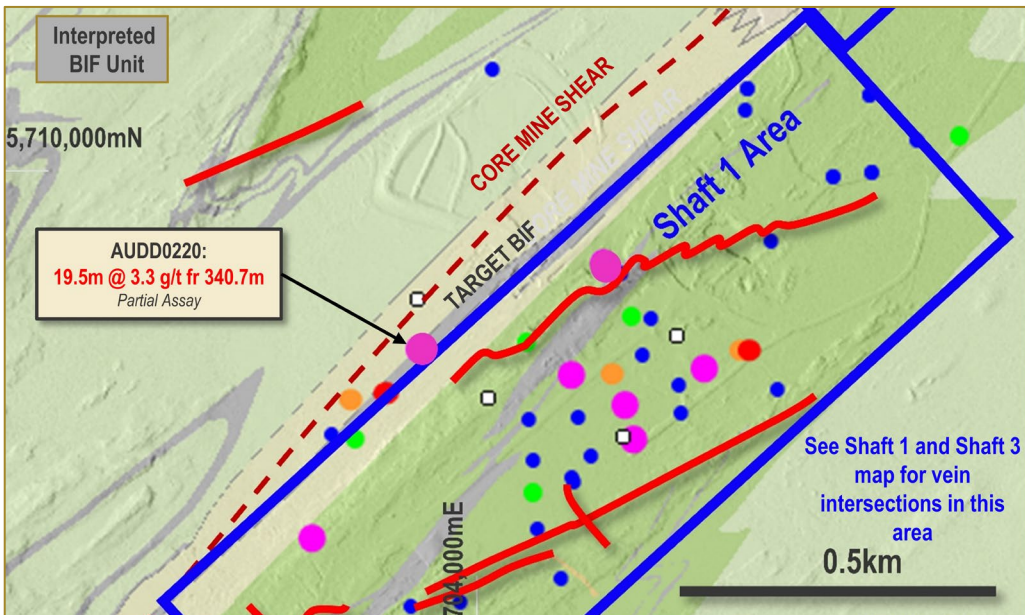 Interpreted
BIF Unit
5,710,000mN
CORE MINE SHEAR
Shaft 1 Area
TARGET BIF
AUDD0220:
19.5m @ 3.3 g/t fr 340.7m
Partial Assay
See Shaft 1 and Shaft 3
map for vein
intersections in this
area
0.5km